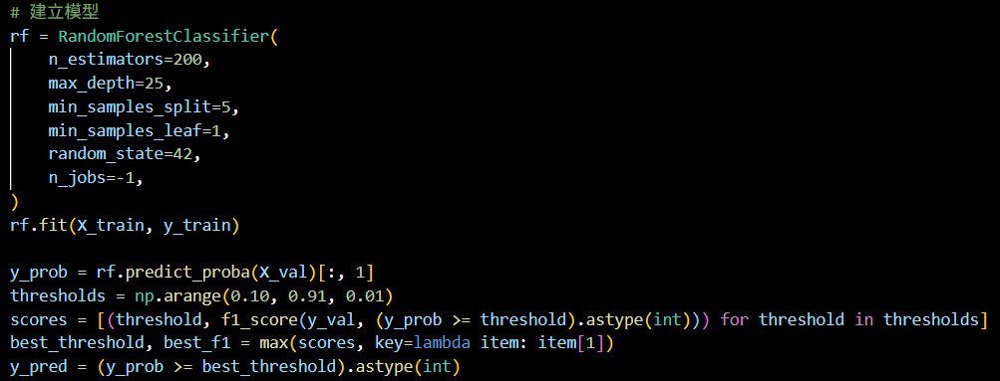 # 建立模型
rf = RandomForestClassifier(
    n_estimators=200,
    max_depth=25,
    min_samples_split=5,
    min_samples_leaf=1,
    random_state=42,
    n_jobs=-1,
)
rf.fit(X_train, y_train)

y_prob = rf.predict_proba(X_val)[:, 1]
thresholds = np.arange(0.10, 0.91, 0.01)
scores = [(threshold, f1_score(y_val, (y_prob >= threshold).astype(int))) for threshold in thresholds]
best_threshold, best_f1 = max(scores, key=lambda item: item[1])
y_pred = (y_prob >= best_threshold).astype(int)